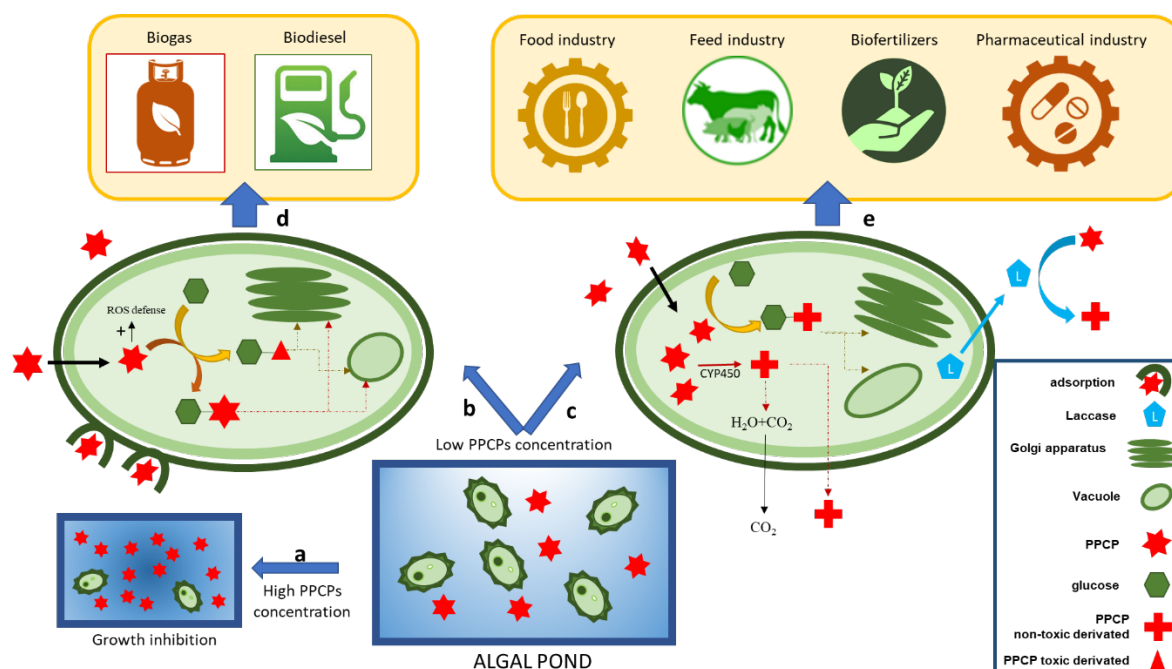 Biogas
Biodiesel
Food industry
Feed industry
Biofertilizers
Pharmaceutical industry
d
e
ROS defense
+
CYP450
H₂O+CO₂
CO₂
L
L
b
c
Low PPCPs concentration
a
High PPCPs
concentration
Growth inhibition
ALGAL POND
adsorption
Laccase
L
Golgi apparatus
Vacuole
PPCP
glucose
PPCP
non-toxic derivated
PPCP toxic derivated